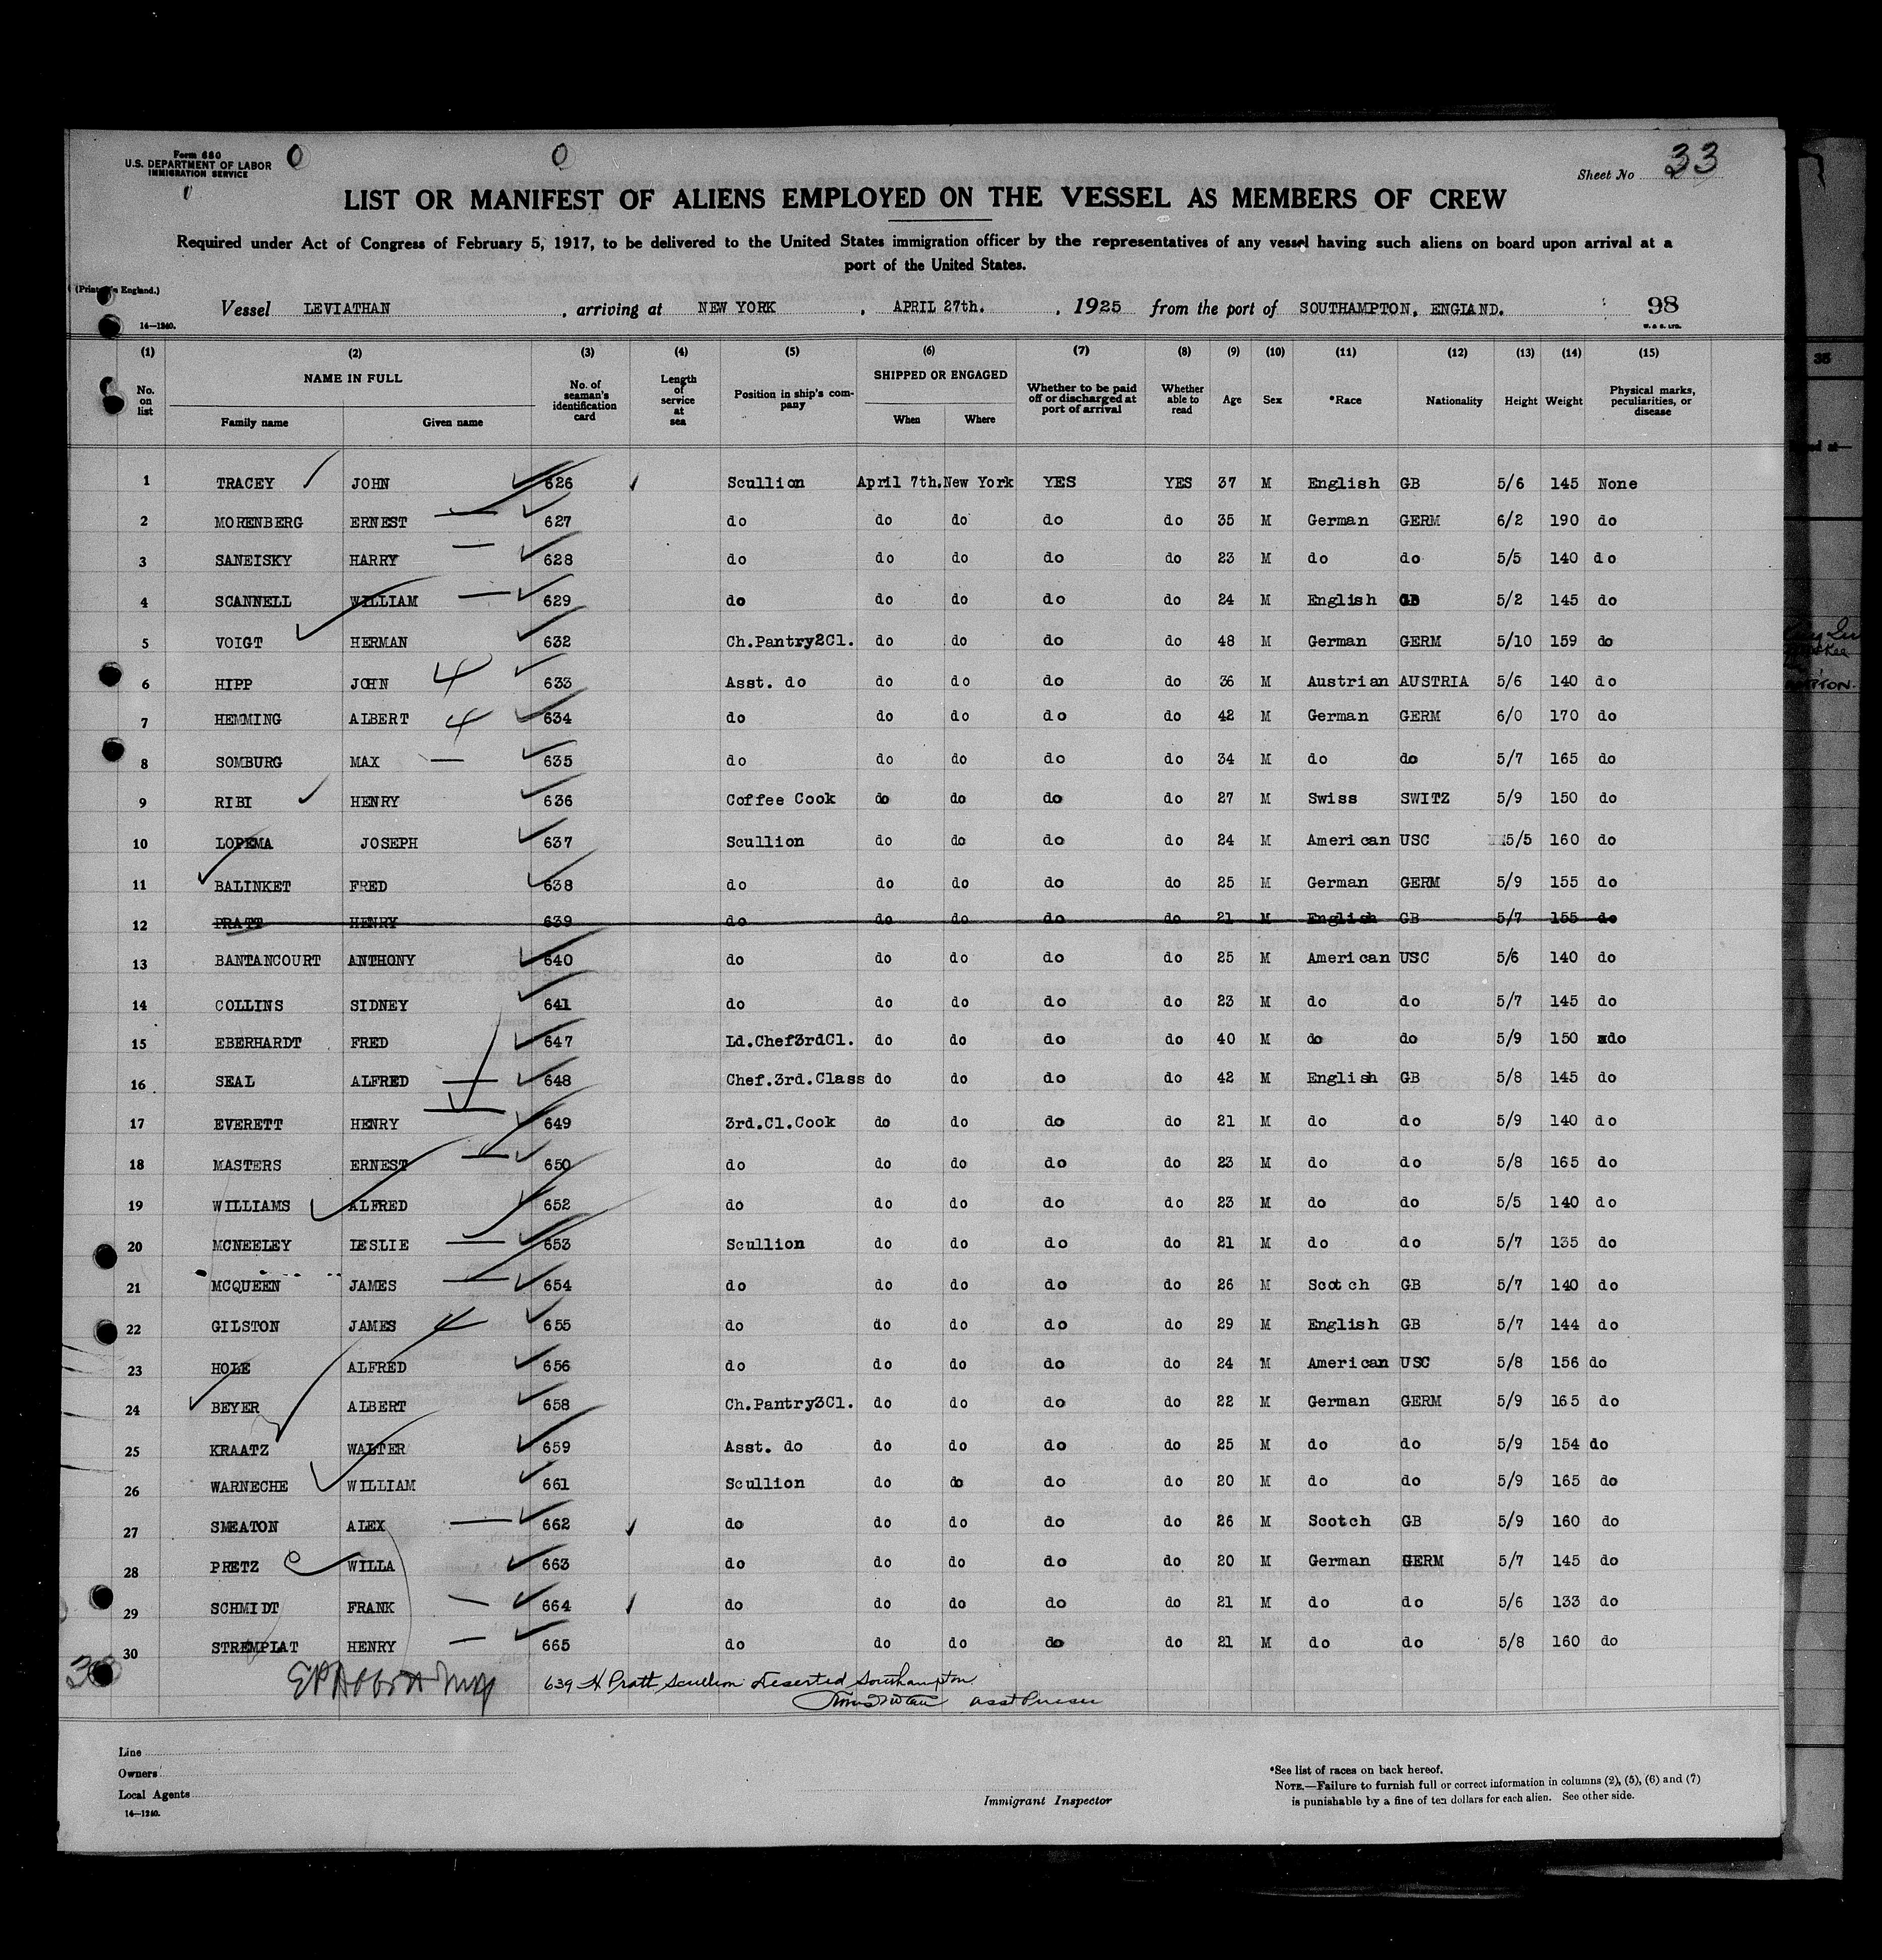 Form 680
U.S. DEPARTMENT OF LABOR
IMMIGRATION SERVICE
Sheet No 33
LIST OR MANIFEST OF ALIENS EMPLOYED ON THE VESSEL AS MEMBERS OF CREW
Required under Act of Congress of February 5, 1917, to be delivered to the United States immigration officer by the representatives of any vessel having such aliens on board upon arrival at a
port of the United States.
Vessel LEVIATHAN, arriving at NEW YORK, APRIL 27th., 1925 from the port of SOUTHAMPTON, ENGLAND. 98
14—1240. W. & S. LTD.
(1) (2) (3) (4) (5) (6) (7) (8) (9) (10) (11) (12) (13) (14) (15)
No. on list NAME IN FULL Family name Given name No. of seaman's identification card Length of service at sea Position in ship's company SHIPPED OR ENGAGED When Where Whether to be paid off or discharged at port of arrival Whether able to read Age Sex *Race Nationality Height Weight Physical marks, peculiarities, or disease
1 TRACEY JOHN 626 Scullion April 7th. New York YES YES 37 M English GB 5/6 145 None
2 MORENBERG ERNEST 627 do do do do do 35 M German GERM 6/2 190 do
3 SANEISKY HARRY 628 do do do do do 23 M do do 5/5 140 do
4 SCANNELL WILLIAM 629 do do do do do 24 M English GB 5/2 145 do
5 VOIGT HERMAN 632 Ch.Pantry2Cl. do do do do 48 M German GERM 5/10 159 do
6 HIPP JOHN 633 Asst. do do do do do 36 M Austrian AUSTRIA 5/6 140 do
7 HEMMING ALBERT 634 do do do do do 42 M German GERM 6/0 170 do
8 SOMBURG MAX 635 do do do do do 34 M do do 5/7 165 do
9 RIBI HENRY 636 Coffee Cook do do do do 27 M Swiss SWITZ 5/9 150 do
10 LOPEMA JOSEPH 637 Scullion do do do do 24 M American USC 5/5 160 do
11 BALINKET FRED 638 do do do do do 25 M German GERM 5/9 155 do
12 PRATT HENRY 639 do do do do do 21 M English GB 5/7 155 do
13 BANTANCOURT ANTHONY 640 do do do do do 25 M American USC 5/6 140 do
14 COLLINS SIDNEY 641 do do do do do 23 M do do 5/7 145 do
15 EBERHARDT FRED 647 Ld.Chef3rdCl. do do do do 40 M do do 5/9 150 xdo
16 SEAL ALFRED 648 Chef.3rd.Class do do do do 42 M English GB 5/8 145 do
17 EVERETT HENRY 649 3rd.Cl.Cook do do do do 21 M do do 5/9 140 do
18 MASTERS ERNEST 650 do do do do do 23 M do do 5/8 165 do
19 WILLIAMS ALFRED 652 do do do do do 23 M do do 5/5 140 do
20 MCNEELEY LESLIE 653 Scullion do do do do 21 M do do 5/7 135 do
21 MCQUEEN JAMES 654 do do do do do 26 M Scotch GB 5/7 140 do
22 GILSTON JAMES 655 do do do do do 29 M English GB 5/7 144 do
23 HOLE ALFRED 656 do do do do do 24 M American USC 5/8 156 do
24 BEYER ALBERT 658 Ch.Pantry3Cl. do do do do 22 M German GERM 5/9 165 do
25 KRAATZ WALTER 659 Asst. do do do do do 25 M do do 5/9 154 do
26 WARNECHE WILLIAM 661 Scullion do do do do 20 M do do 5/9 165 do
27 SMEATON ALEX 662 do do do do do 26 M Scotch GB 5/9 160 do
28 PRETZ WILLA 663 do do do do do 20 M German GERM 5/7 145 do
29 SCHMIDT FRANK 664 do do do do do 21 M do do 5/6 133 do
30 STREMPIAT HENRY 665 do do do do do 21 M do do 5/8 160 do
639 H Pratt Scullion Deserted Southampton
asst Purser
Line
Owners
Local Agents
14—1240.
Immigrant Inspector
*See list of races on back hereof.
NOTE.—Failure to furnish full or correct information in columns (2), (5), (6) and (7)
is punishable by a fine of ten dollars for each alien. See other side.